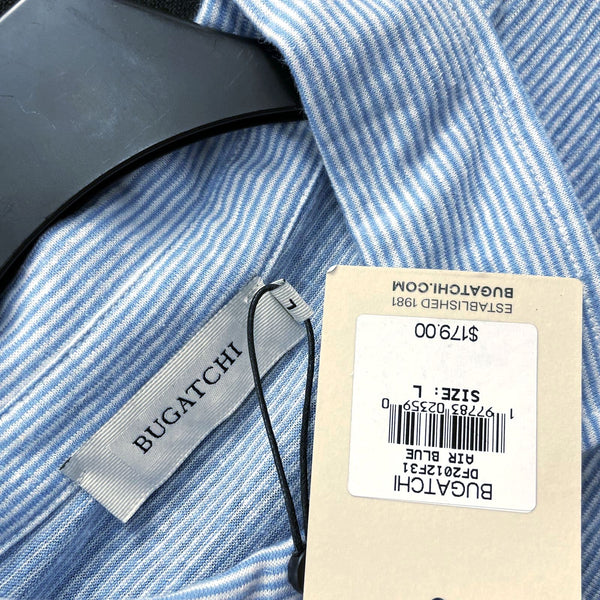 BUGATCHI
L
BUGATCHI
DF2012F31
AIR BLUE
1 97783 02359 0
SIZE: L
$179.00
ESTABLISHED 1981
BUGATCHI.COM